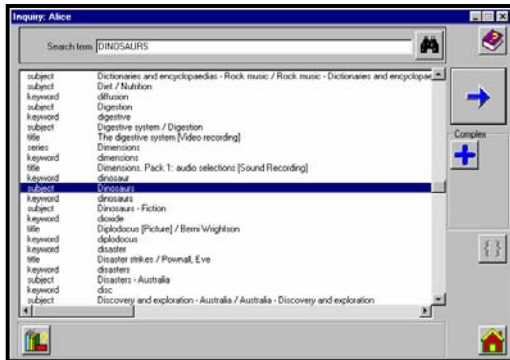 Inquiry: Alice
Search term DINOSAURS
subject Dictionaries and encyclopaedias - Rock music / Rock music - Dictionaries and encyclopae
subject Diet / Nutrition
keyword diffusion
subject Digestion
keyword digestive
subject Digestive system / Digestion
title The digestive system [Video recording]
series Dimensions
keyword dimensions
title Dimensions. Pack 1: audio selections [Sound Recording]
keyword dinosaur
subject Dinosaurs
keyword dinosaurs
subject Dinosaurs - Fiction
keyword dioxide
title Diplodocus [Picture] / Berni Wrightson
keyword diplodocus
keyword disaster
title Disaster strikes / Pownall, Eve
keyword disasters
subject Disasters - Australia
keyword disc
subject Discovery and exploration - Australia / Australia - Discovery and exploration
Complex
{ }